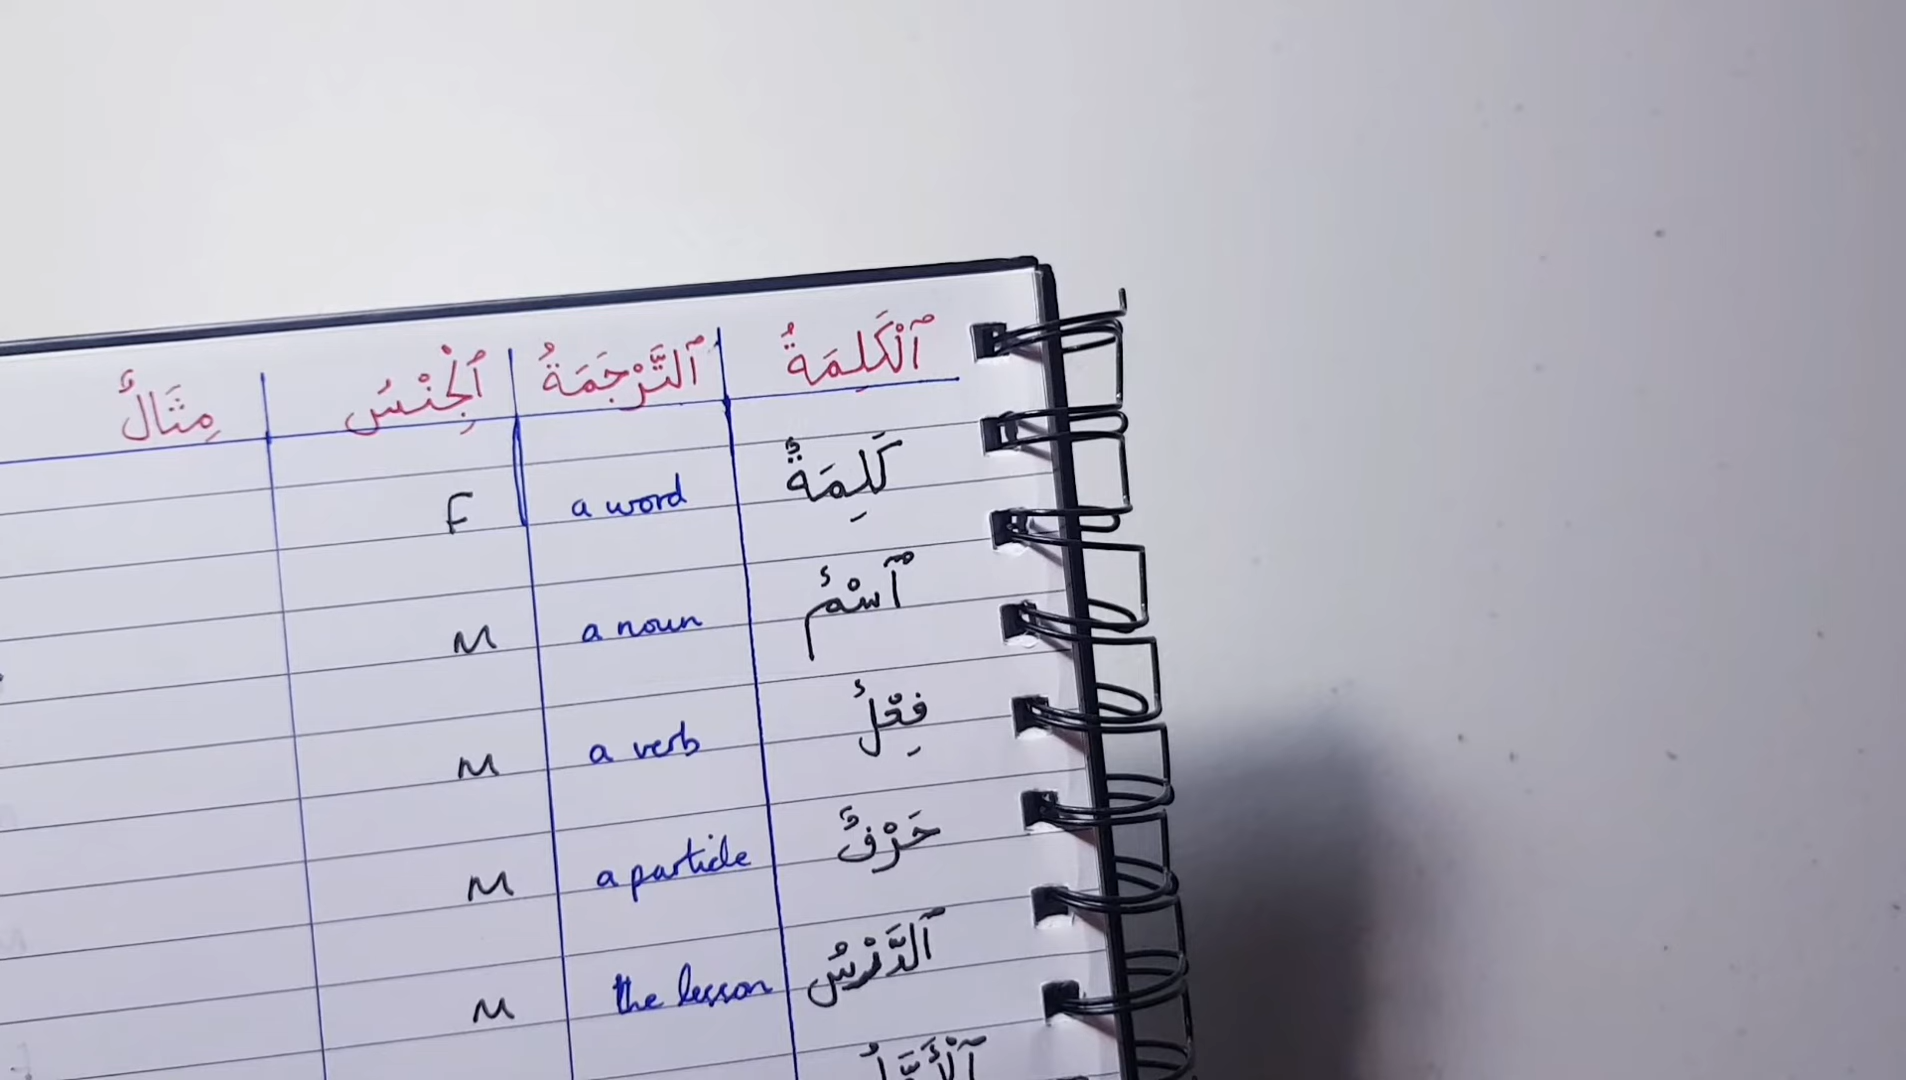 ٱلْكَلِمَةُ ٱلتَّرْجَمَةُ ٱلْجِنْسُ مِثَالٌ
كَلِمَةٌ a word F
ٱسْمٌ a noun M
فِعْلٌ a verb M
حَرْفٌ a particle M
ٱلدَّرْسُ the lesson M